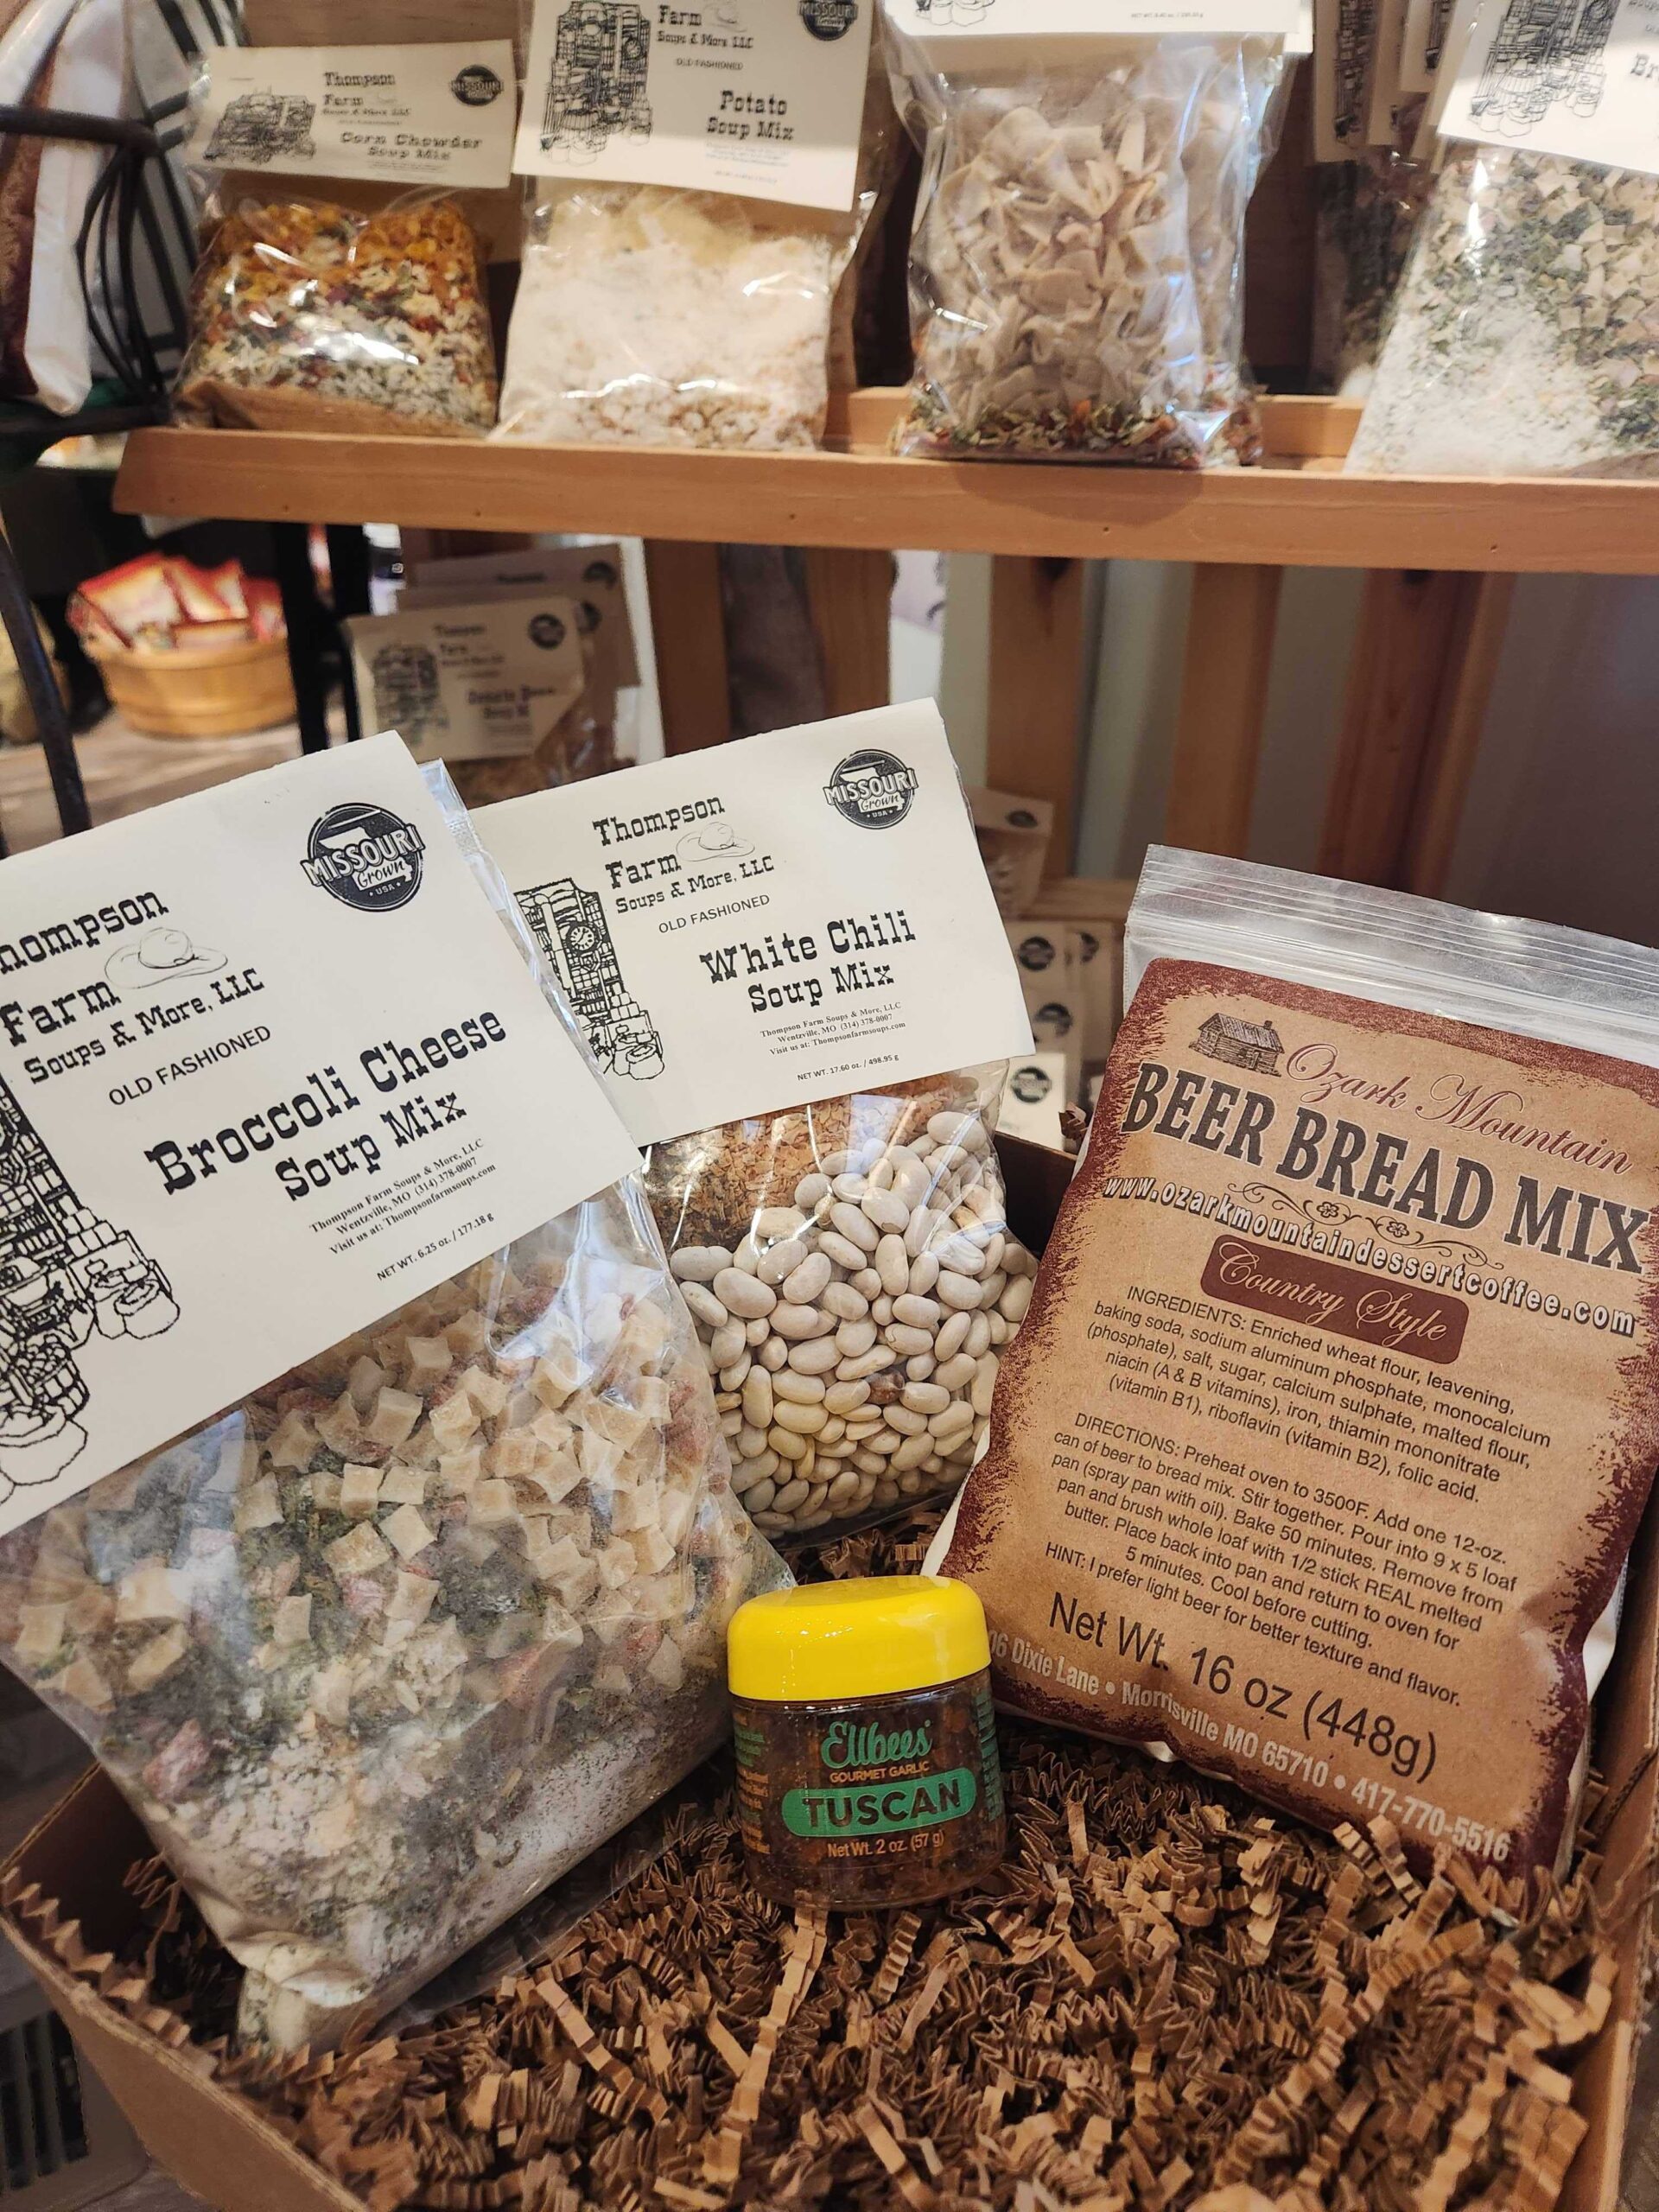 Thompson
Farm
Soups & More LLC
Corn Chowder
Soup Mix
MISSOURI
Farm
Soups & More LLC
OLD FASHIONED
Potato
Soup Mix
MISSOURI
hompson
Farm
Soups & More, LLC
OLD FASHIONED
Broccoli Cheese
Soup Mix
Thompson Farm Soups & More, LLC
Wentzville, MO (314) 378-0007
Visit us at: Thompsonfarmsoups.com
NET WT. 6.25 oz. / 177.18 g
MISSOURI
Grown
• USA •
Thompson
Farm
Soups & More, LLC
OLD FASHIONED
White Chili
Soup Mix
Thompson Farm Soups & More, LLC
Wentzville, MO (314) 378-0007
Visit us at: Thompsonfarmsoups.com
NET WT. 17.60 oz. / 498.95 g
MISSOURI
Grown
• USA •
Ozark Mountain
BEER BREAD MIX
www.ozarkmountaindessertcoffee.com
Country Style
INGREDIENTS: Enriched wheat flour, leavening,
baking soda, sodium aluminum phosphate, monocalcium
(phosphate), salt, sugar, calcium sulphate, malted flour,
niacin (A & B vitamins), iron, thiamin mononitrate
(vitamin B1), riboflavin (vitamin B2), folic acid.
DIRECTIONS: Preheat oven to 350ºF. Add one 12-oz.
can of beer to bread mix. Stir together. Pour into 9 x 5 loaf
pan (spray pan with oil). Bake 50 minutes. Remove from
pan and brush whole loaf with 1/2 stick REAL melted
butter. Place back into pan and return to oven for
5 minutes. Cool before cutting.
HINT: I prefer light beer for better texture and flavor.
Net Wt. 16 oz (448g)
06 Dixie Lane • Morrisville MO 65710 • 417-770-5516
Ellbees'
GOURMET GARLIC
TUSCAN
Net Wt. 2 oz. (57 g)